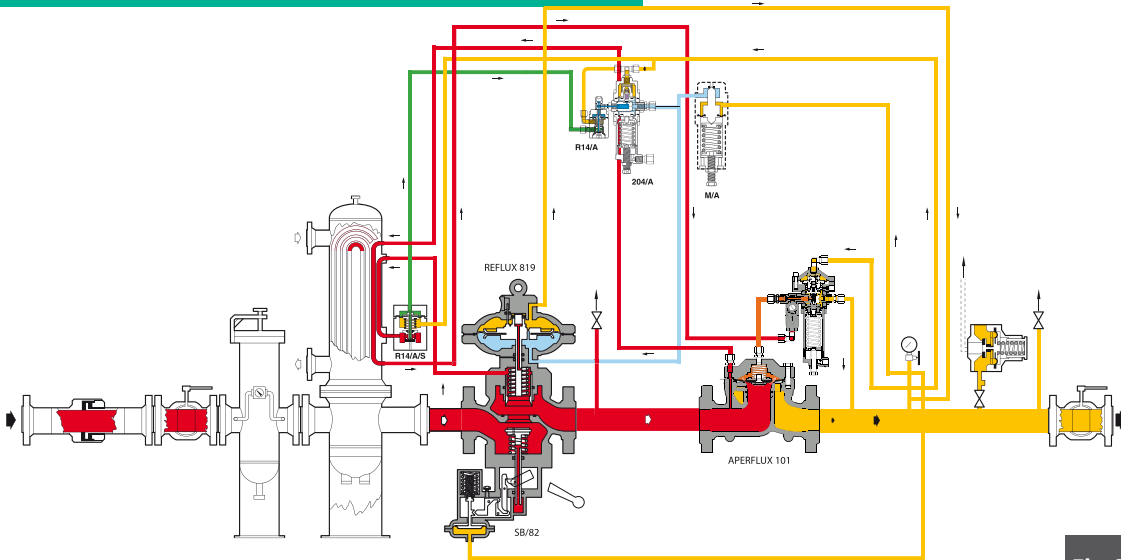 R14/A
204/A
M/A
REFLUX 819
R14/A/S
APERFLUX 101
SB/82